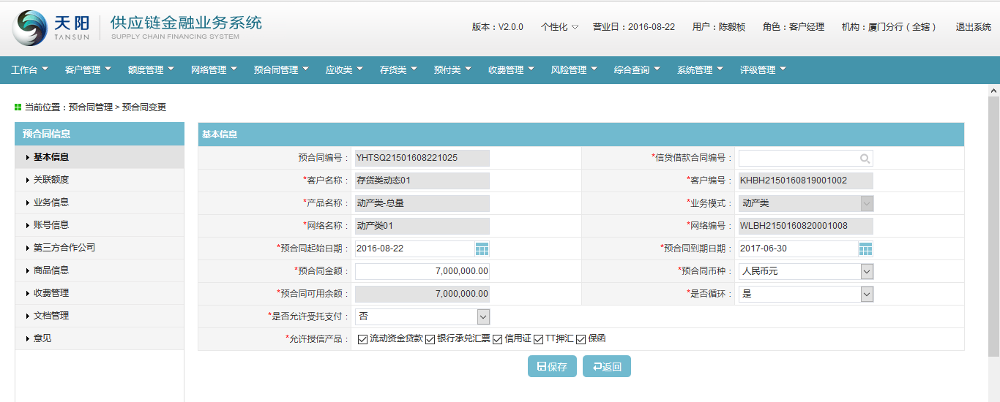 天阳
TANSUN
供应链金融业务系统
SUPPLY CHAIN FINANCING SYSTEM
版本：V2.0.0 个性化 营业日：2016-08-22 用户：陈毅桢 角色：客户经理 机构：厦门分行（全辖） 退出系统
工作台 客户管理 额度管理 网络管理 预合同管理 应收类 存货类 预付类 收费管理 风险管理 综合查询 系统管理 评级管理
当前位置：预合同管理 > 预合同变更
预合同信息
基本信息
关联额度
业务信息
账号信息
第三方合作公司
商品信息
收费管理
文档管理
意见
基本信息
预合同编号： YHTSQ21501608221025 *信贷借款合同编号：
*客户名称： 存货类动态01 *客户编号： KHBH2150160819001002
*产品名称： 动产类-总量 *业务模式： 动产类
*网络名称： 动产类01 *网络编号： WLBH2150160820001008
*预合同起始日期： 2016-08-22 *预合同到期日期： 2017-06-30
*预合同金额： 7,000,000.00 *预合同币种： 人民币元
*预合同可用余额： 7,000,000.00 *是否循环： 是
*是否允许受托支付： 否
*允许授信产品： 流动资金贷款 银行承兑汇票 信用证 TT押汇 保函
保存 返回